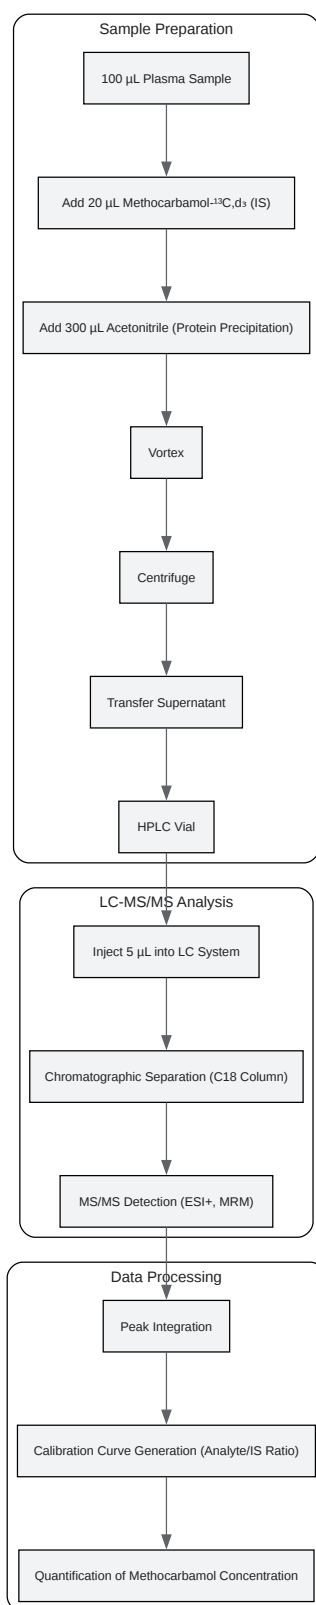 Sample Preparation
100 µL Plasma Sample
Add 20 µL Methocarbamol-¹³C,d₃ (IS)
Add 300 µL Acetonitrile (Protein Precipitation)
Vortex
Centrifuge
Transfer Supernatant
HPLC Vial
LC-MS/MS Analysis
Inject 5 µL into LC System
Chromatographic Separation (C18 Column)
MS/MS Detection (ESI+, MRM)
Data Processing
Peak Integration
Calibration Curve Generation (Analyte/IS Ratio)
Quantification of Methocarbamol Concentration